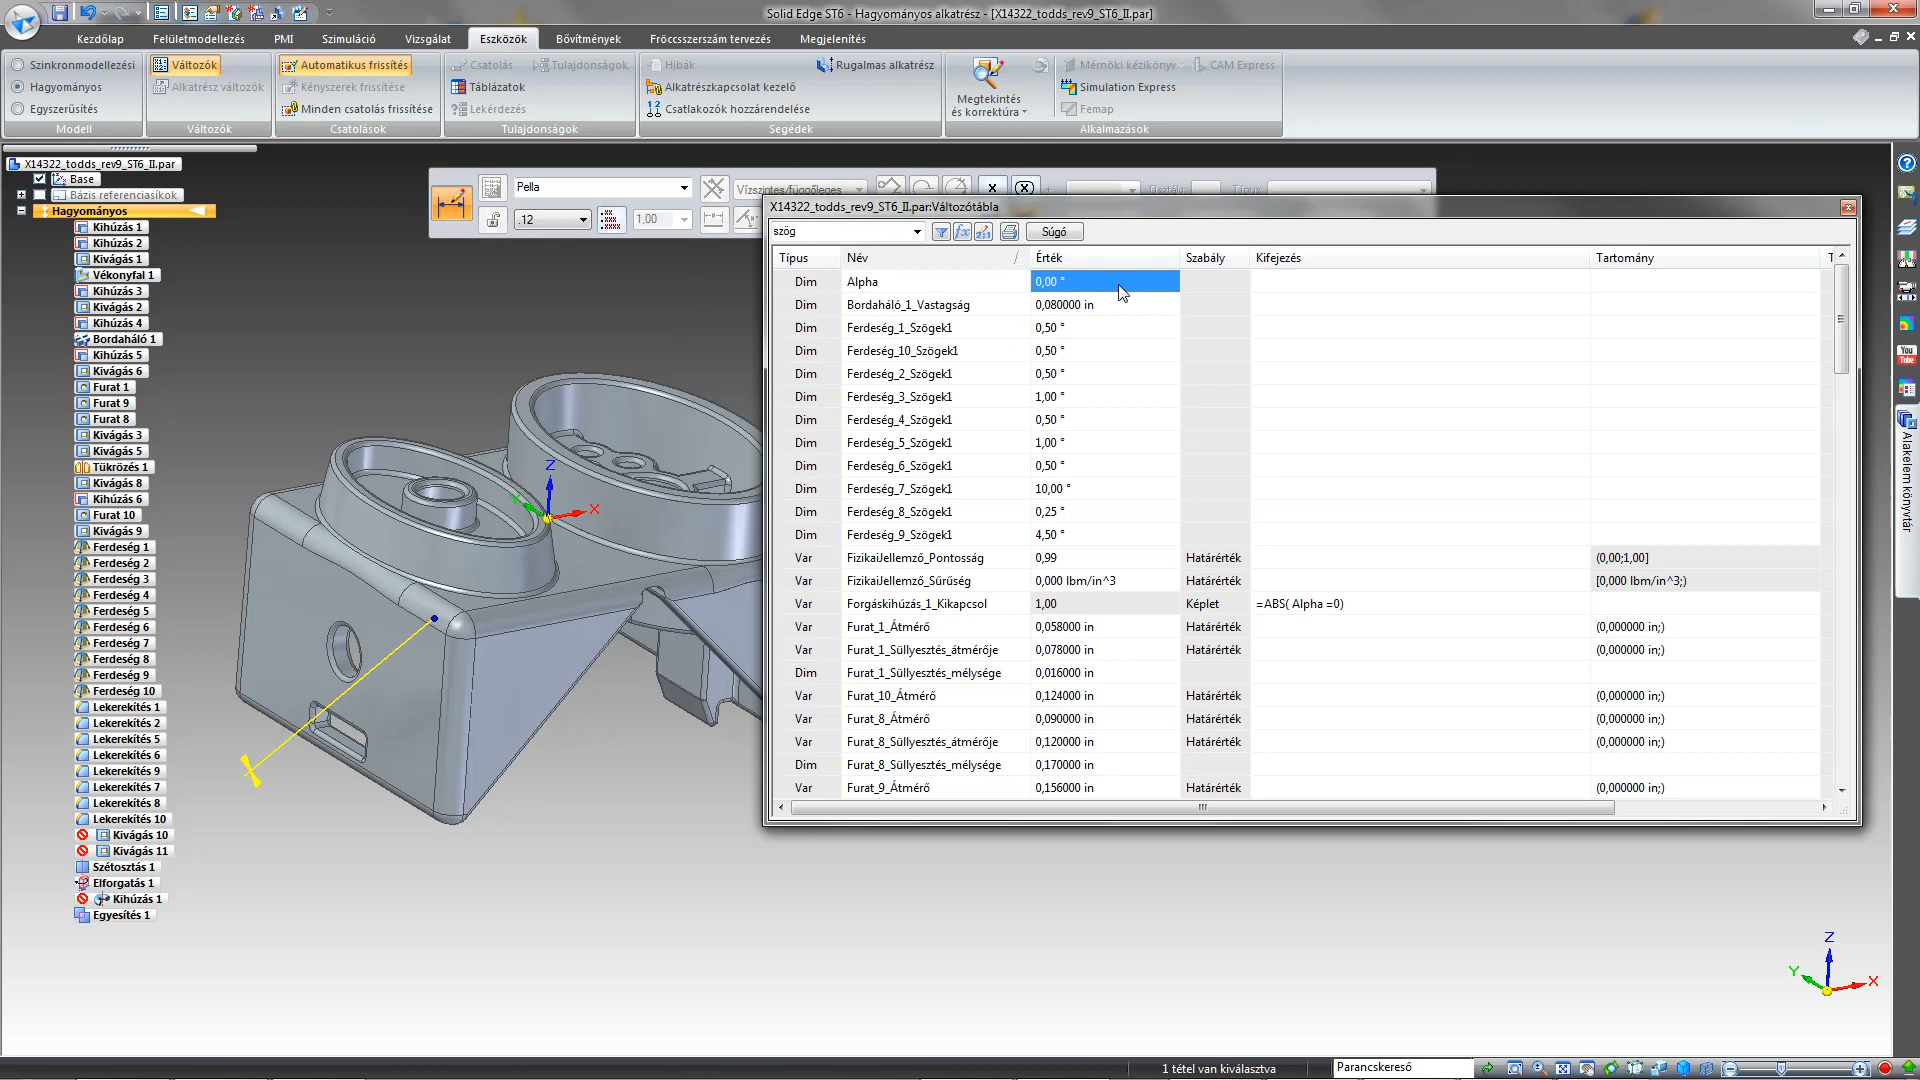 Solid Edge ST6 - Hagyományos alkatrész - [X14322_todds_rev9_ST6_II.par]
Kezdőlap Felületmodellezés PMI Szimuláció Vizsgálat Eszközök Bővítmények Fröccsszerszám tervezés Megjelenítés
Szinkronmodellezési
Hagyományos
Egyszerűsítés
Modell
Változók
Alkatrész változók
Változók
Automatikus frissítés
Kényszerek frissítése
Minden csatolás frissítése
Csatolások
Csatolás Tulajdonságok
Táblázatok
Lekérdezés
Tulajdonságok
Hibák Rugalmas alkatrész
Alkatrészkapcsolat kezelő
Csatlakozók hozzárendelése
Segédek
Megtekintés
és korrektúra
Mérnöki kézikönyv CAM Express
Simulation Express
Femap
Alkalmazások
X14322_todds_rev9_ST6_II.par
Base
Bázis referenciasíkok
Hagyományos
Kihúzás 1
Kihúzás 2
Kivágás 1
Vékonyfal 1
Kihúzás 3
Kivágás 2
Kihúzás 4
Bordaháló 1
Kihúzás 5
Kivágás 6
Furat 1
Furat 9
Furat 8
Kivágás 3
Kivágás 5
Tükrözés 1
Kivágás 8
Kihúzás 6
Furat 10
Kivágás 9
Ferdeség 1
Ferdeség 2
Ferdeség 3
Ferdeség 4
Ferdeség 5
Ferdeség 6
Ferdeség 7
Ferdeség 8
Ferdeség 9
Ferdeség 10
Lekerekítés 1
Lekerekítés 2
Lekerekítés 5
Lekerekítés 6
Lekerekítés 9
Lekerekítés 7
Lekerekítés 8
Lekerekítés 10
Kivágás 10
Kivágás 11
Szétosztás 1
Elforgatás 1
Kihúzás 1
Egyesítés 1
Pella
Vízszintes/függőleges
.12
1,00
X14322_todds_rev9_ST6_II.par:Változótábla
szög
Súgó
Típus Név / Érték Szabály Kifejezés Tartomány T
Dim Alpha 0,00 °
Dim Bordaháló_1_Vastagság 0,080000 in
Dim Ferdeség_1_Szögek1 0,50 °
Dim Ferdeség_10_Szögek1 0,50 °
Dim Ferdeség_2_Szögek1 0,50 °
Dim Ferdeség_3_Szögek1 1,00 °
Dim Ferdeség_4_Szögek1 0,50 °
Dim Ferdeség_5_Szögek1 1,00 °
Dim Ferdeség_6_Szögek1 0,50 °
Dim Ferdeség_7_Szögek1 10,00 °
Dim Ferdeség_8_Szögek1 0,25 °
Dim Ferdeség_9_Szögek1 4,50 °
Var FizikaiJellemző_Pontosság 0,99 Határérték (0,00;1,00]
Var FizikaiJellemző_Sűrűség 0,000 lbm/in^3 Határérték [0,000 lbm/in^3;)
Var Forgáskihúzás_1_Kikapcsol 1,00 Képlet =ABS( Alpha =0)
Var Furat_1_Átmérő 0,058000 in Határérték (0,000000 in;)
Var Furat_1_Süllyesztés_átmérője 0,078000 in Határérték (0,000000 in;)
Dim Furat_1_Süllyesztés_mélysége 0,016000 in
Var Furat_10_Átmérő 0,124000 in Határérték (0,000000 in;)
Var Furat_8_Átmérő 0,090000 in Határérték (0,000000 in;)
Var Furat_8_Süllyesztés_átmérője 0,120000 in Határérték (0,000000 in;)
Dim Furat_8_Süllyesztés_mélysége 0,170000 in
Var Furat_9_Átmérő 0,156000 in Határérték (0,000000 in;)
Z
Y
X
Z
Y
X
You
Tube
Alakelem könyvtár
1 tétel van kiválasztva
Parancskereső